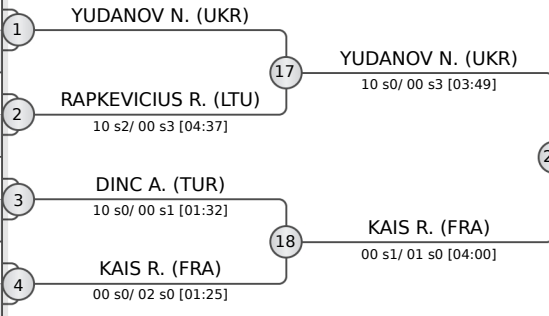 YUDANOV N. (UKR)
1
17
YUDANOV N. (UKR)
10 s0/ 00 s3 [03:49]
RAPKEVICIUS R. (LTU)
2
10 s2/ 00 s3 [04:37]
2
DINC A. (TUR)
3
10 s0/ 00 s1 [01:32]
18
KAIS R. (FRA)
00 s1/ 01 s0 [04:00]
KAIS R. (FRA)
4
00 s0/ 02 s0 [01:25]